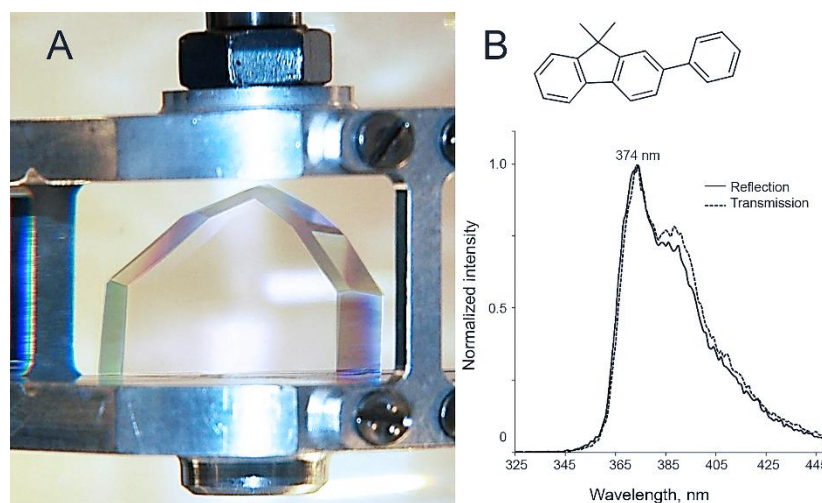 A
B
374 nm
1.0
Reflection
Transmission
Normalized intensity
0.5
0
325 345 365 385 405 425 445
Wavelength, nm